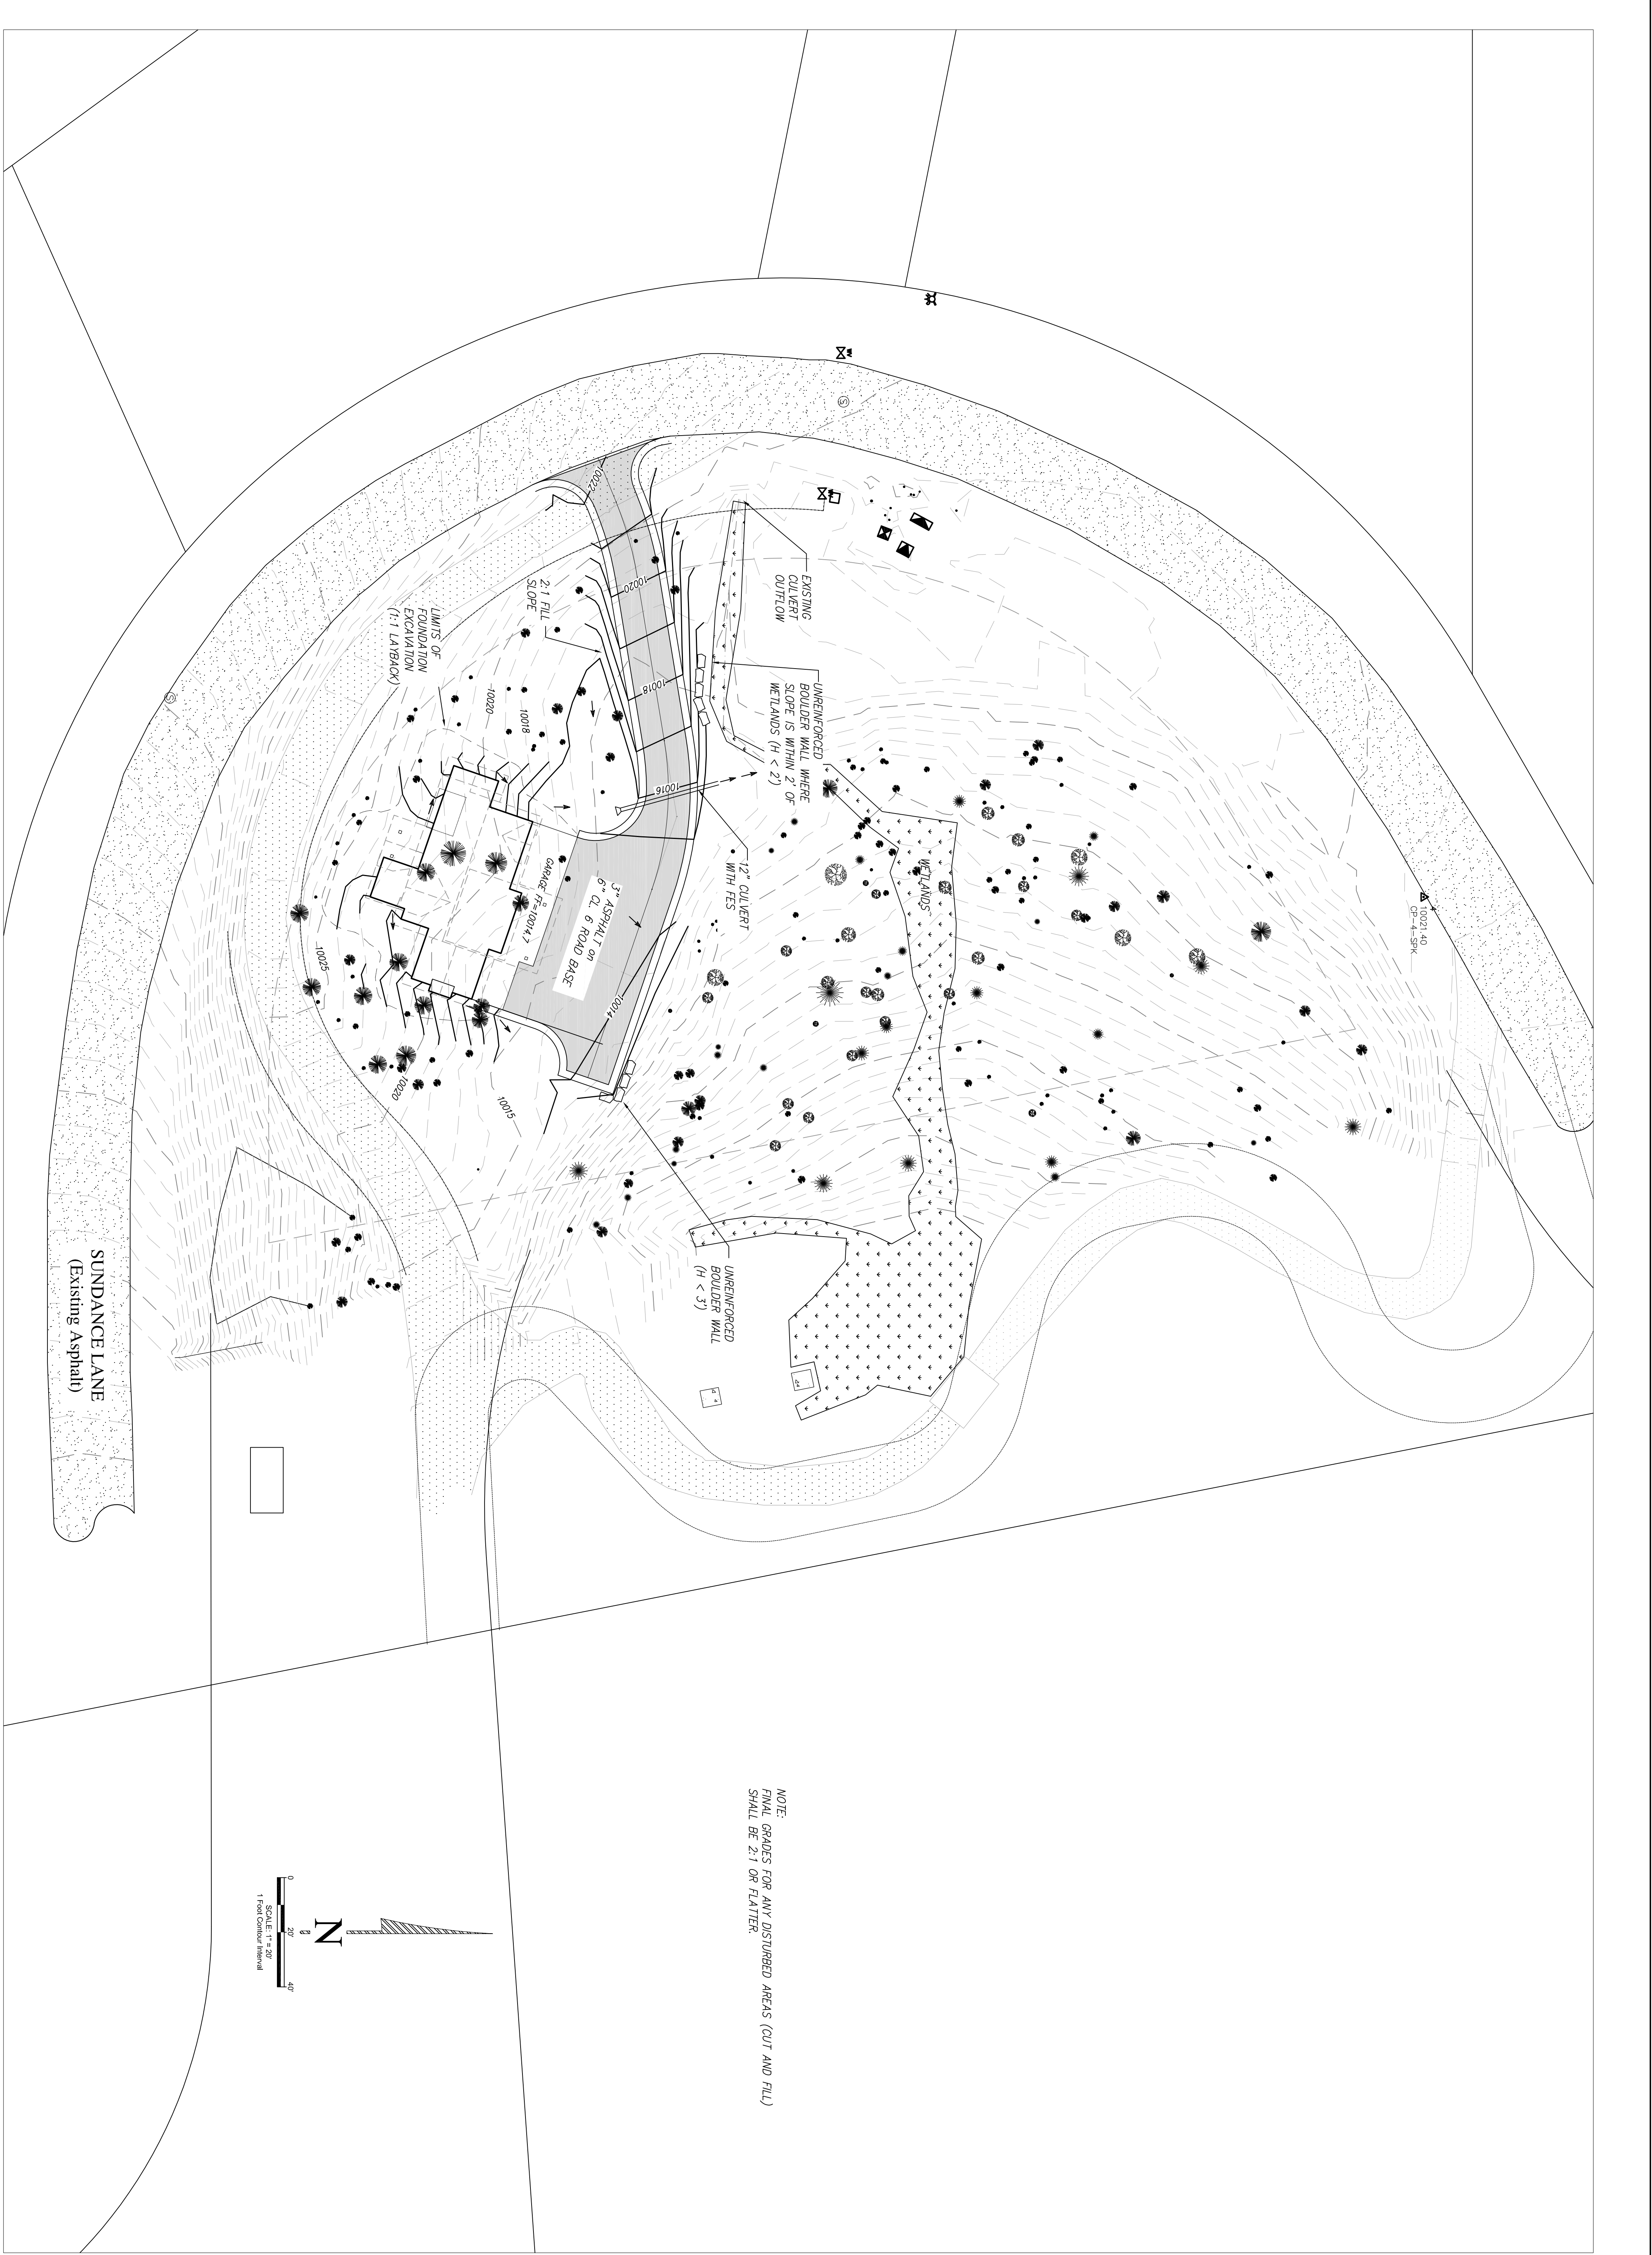 10021.40
CP-4-SPK
WETLANDS
EXISTING
CULVERT
OUTFLOW
UNREINFORCED
BOULDER WALL WHERE
SLOPE IS WITHIN 2' OF
WETLANDS (H < 2')
12" CULVERT
WITH FES
UNREINFORCED
BOULDER WALL
(H < 3')
2:1 FILL
SLOPE
LIMITS OF
FOUNDATION
EXCAVATION
(1:1 LAYBACK)
10022
10020
10018
10016
10014
3" ASPHALT on
6" CL. 6 ROAD BASE
GARAGE FF=10014.7
10018
10020
10025
10020
10015
S
S
W
W
SUNDANCE LANE
(Existing Asphalt)
NOTE:
FINAL GRADES FOR ANY DISTURBED AREAS (CUT AND FILL)
SHALL BE 2:1 OR FLATTER.
N
0 20' 40'
SCALE: 1" = 20'
1 Foot Contour Interval